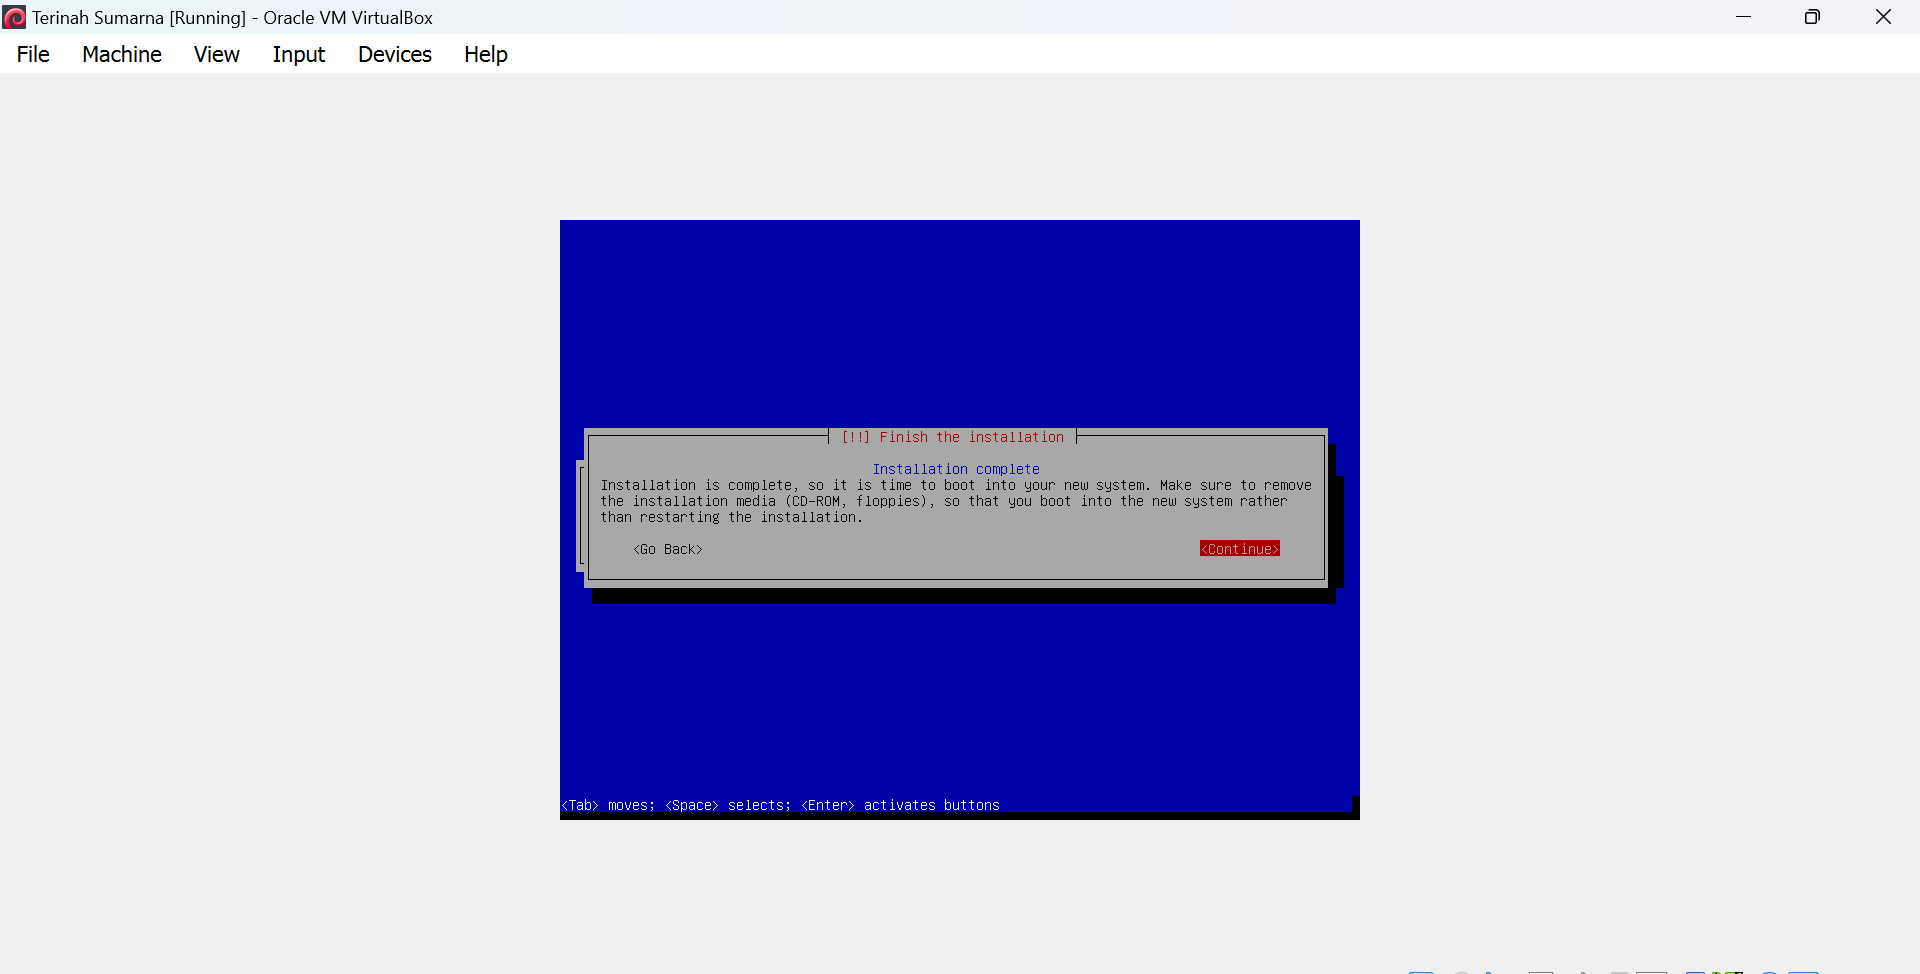 Terinah Sumarna [Running] - Oracle VM VirtualBox
File Machine View Input Devices Help
[!!] Finish the installation
Installation complete
Installation is complete, so it is time to boot into your new system. Make sure to remove
the installation media (CD-ROM, floppies), so that you boot into the new system rather
than restarting the installation.
<Go Back> <Continue>
<Tab> moves; <Space> selects; <Enter> activates buttons